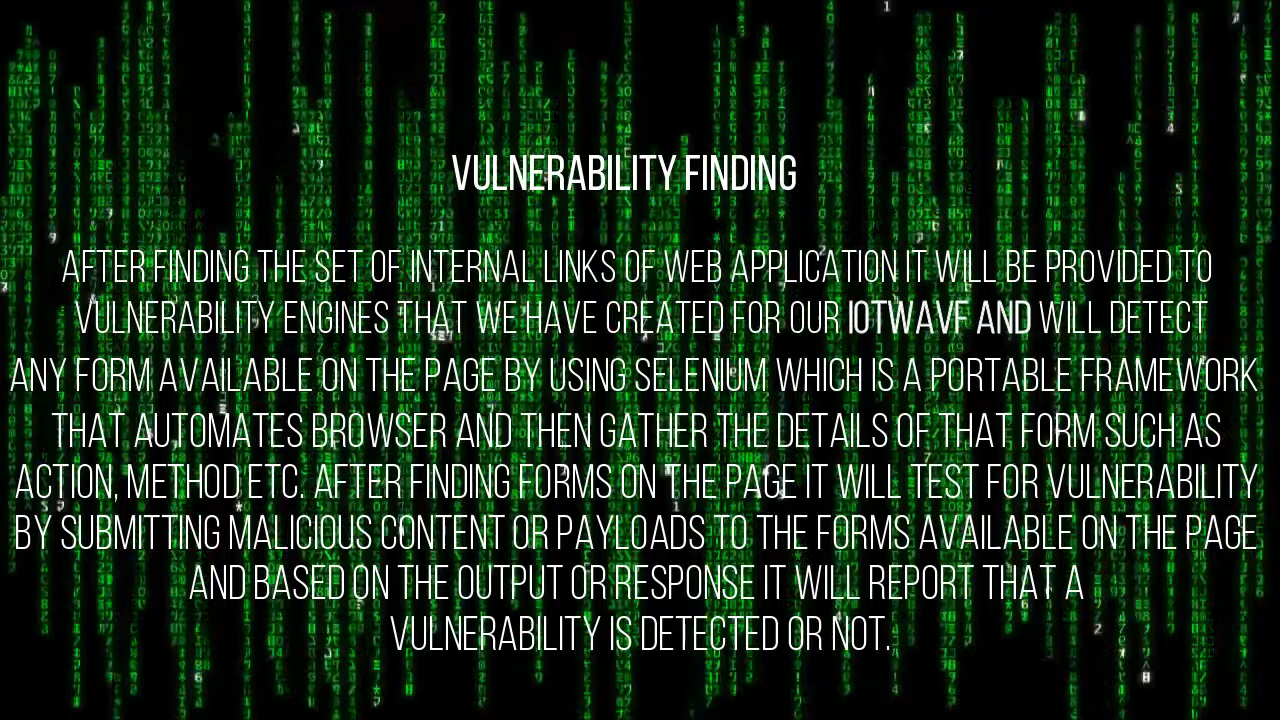 VULNERABILITY FINDING
AFTER FINDING THE SET OF INTERNAL LINKS OF WEB APPLICATION IT WILL BE PROVIDED TO
VULNERABILITY ENGINES THAT WE HAVE CREATED FOR OUR IOTWAVF AND WILL DETECT
ANY FORM AVAILABLE ON THE PAGE BY USING SELENIUM WHICH IS A PORTABLE FRAMEWORK
THAT AUTOMATES BROWSER AND THEN GATHER THE DETAILS OF THAT FORM SUCH AS
ACTION, METHOD ETC. AFTER FINDING FORMS ON THE PAGE IT WILL TEST FOR VULNERABILITY
BY SUBMITTING MALICIOUS CONTENT OR PAYLOADS TO THE FORMS AVAILABLE ON THE PAGE
AND BASED ON THE OUTPUT OR RESPONSE IT WILL REPORT THAT A
VULNERABILITY IS DETECTED OR NOT.